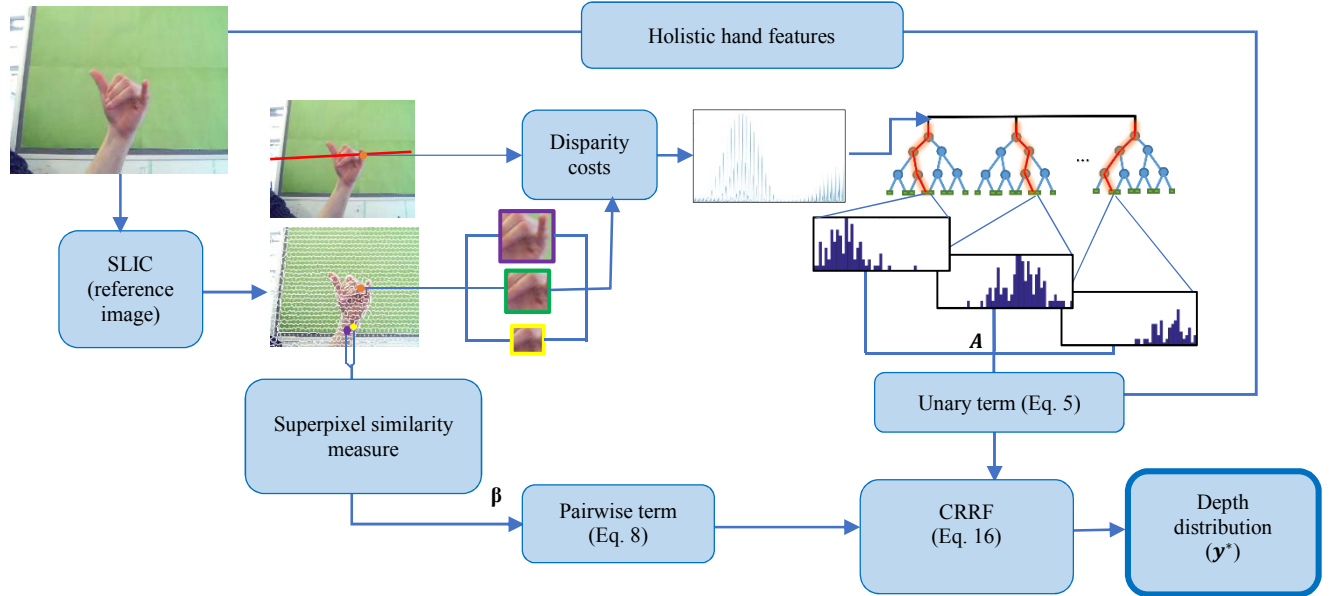 Holistic hand features
Disparity
costs
...
SLIC
(reference
image)
A
Unary term (Eq. 5)
Superpixel similarity
measure
β
Pairwise term
(Eq. 8)
CRRF
(Eq. 16)
Depth
distribution
(y*)